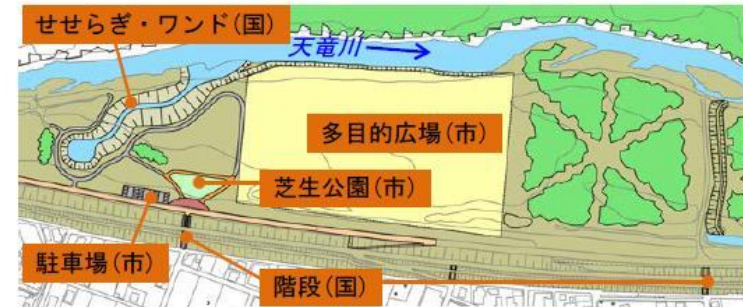 せせらぎ・ワンド(国)
天竜川
多目的広場(市)
芝生公園(市)
駐車場(市)
階段(国)